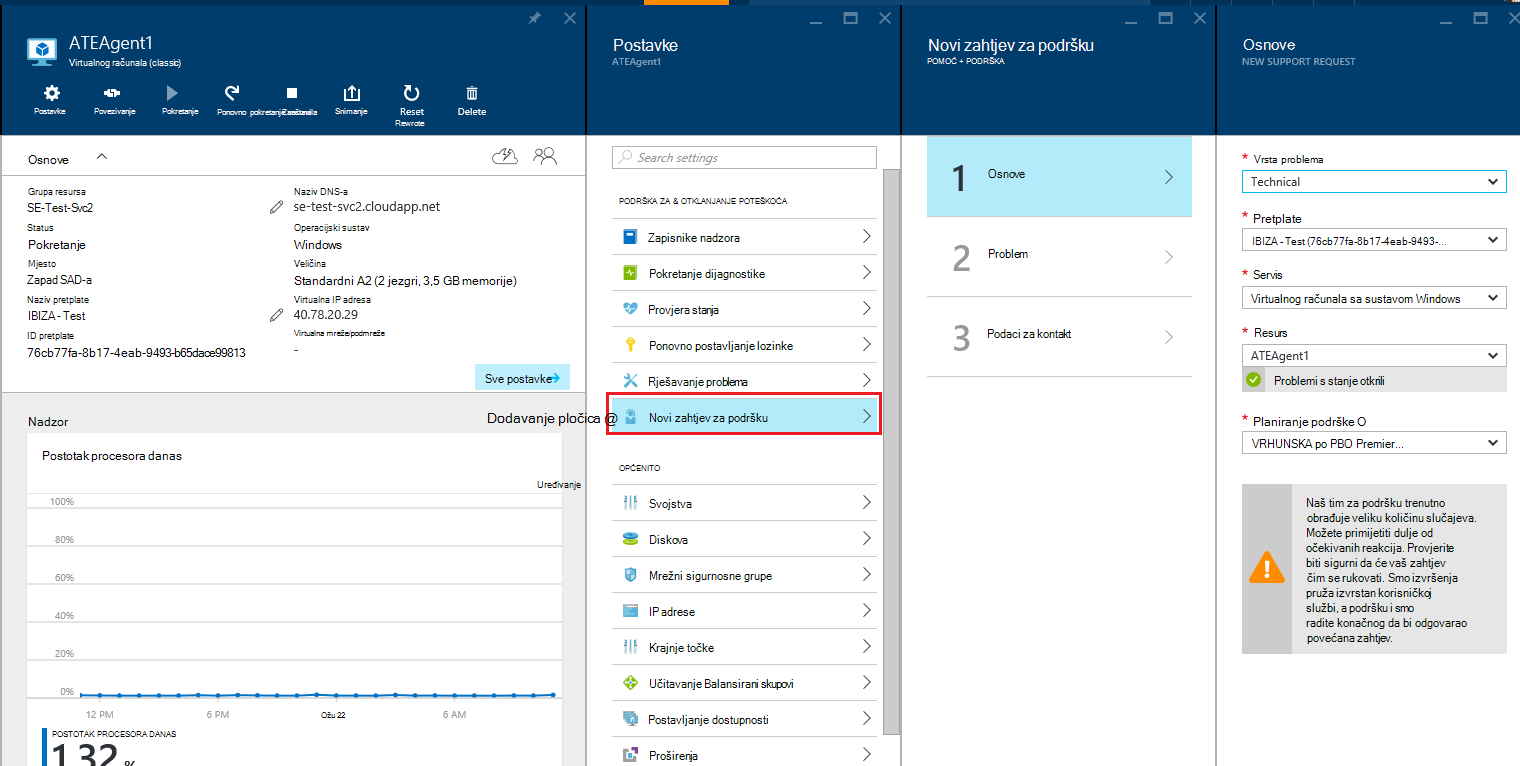 ATEAgent1
Virtualnog računala (classic)
Postavke
Povezivanje
Pokretanje
Ponovno pokretanje
Snimanje
Reset
Rewrote
Delete
Osnove
Grupa resursa
SE-Test-Svc2
Status
Pokretanje
Mjesto
Zapad SAD-a
Naziv pretplate
IBIZA - Test
ID pretplate
76cb77fa-8b17-4eab-9493-b65dace99813
Naziv DNS-a
se-test-svc2.cloudapp.net
Operacijski sustav
Windows
Veličina
Standardni A2 (2 jezgri, 3,5 GB memorije)
Virtualna IP adresa
40.78.20.29
Virtualna mreže/podmreže
-
Sve postavke
Nadzor
Dodavanje pločica @
Postotak procesora danas
Uređivanje
100%
80%
60%
40%
20%
0%
12 PM
6 PM
Ožu 22
6 AM
POSTOTAK PROCESORA DANAS
1.32 %
Postavke
ATEAgent1
Search settings
PODRŠKA ZA & OTKLANJANJE POTEŠKOĆA
Zapisnike nadzora
Pokretanje dijagnostike
Provjera stanja
Ponovno postavljanje lozinke
Rješavanje problema
Novi zahtjev za podršku
OPĆENITO
Svojstva
Diskova
Mrežni sigurnosne grupe
IP adrese
Krajnje točke
Učitavanje Balansirani skupovi
Postavljanje dostupnosti
Proširenja
Novi zahtjev za podršku
POMOĆ + PODRŠKA
1 Osnove
2 Problem
3 Podaci za kontakt
Osnove
NEW SUPPORT REQUEST
* Vrsta problema
Technical
* Pretplate
IBIZA - Test (76cb77fa-8b17-4eab-9493-...
* Servis
Virtualnog računala sa sustavom Windows
* Resurs
ATEAgent1
Problemi s stanje otkrili
* Planiranje podrške O
VRHUNSKA po PBO Premier...
Naš tim za podršku trenutno
obrađuje veliku količinu slučajeva.
Možete primijetiti dulje od
očekivanih reakcija. Provjerite
biti sigurni da će vaš zahtjev
čim se rukovati. Smo izvršenja
pruža izvrstan korisničkoj
službi, a podršku i smo
radite konačnog da bi odgovarao
povećana zahtjev.